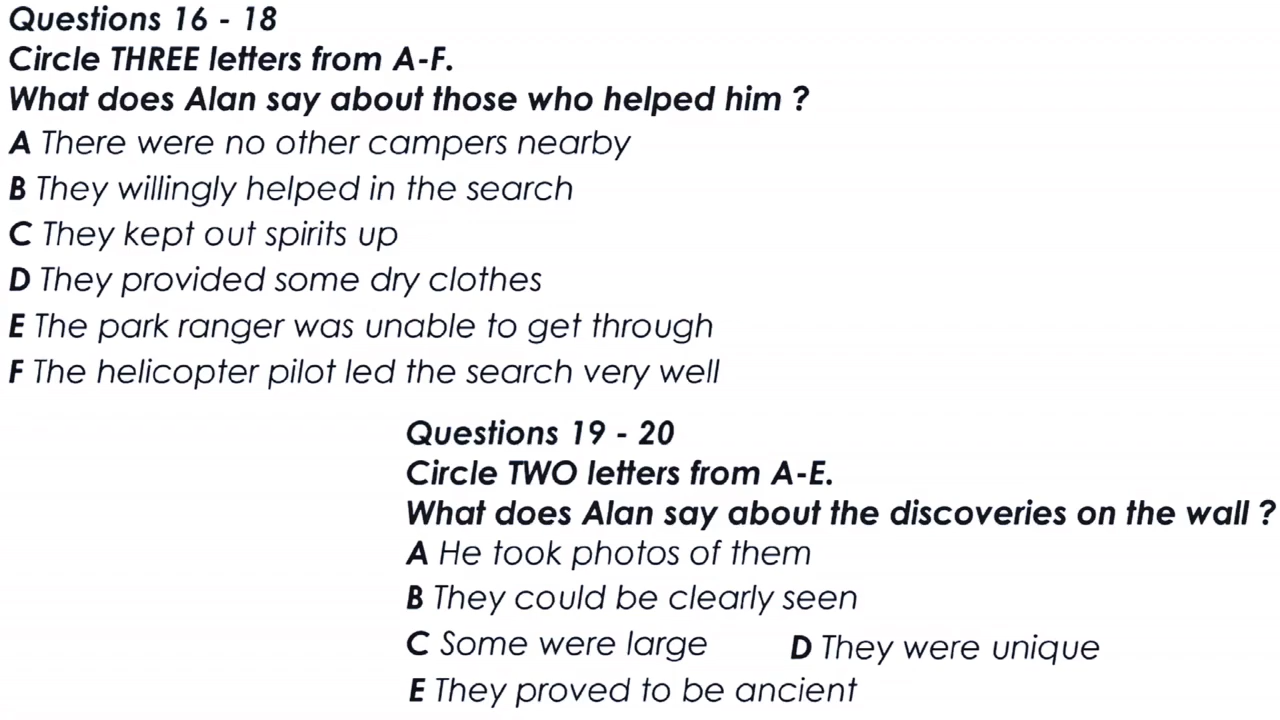 Questions 16 - 18
Circle THREE letters from A-F.
What does Alan say about those who helped him ?
A There were no other campers nearby
B They willingly helped in the search
C They kept out spirits up
D They provided some dry clothes
E The park ranger was unable to get through
F The helicopter pilot led the search very well
Questions 19 - 20
Circle TWO letters from A-E.
What does Alan say about the discoveries on the wall ?
A He took photos of them
B They could be clearly seen
C Some were large D They were unique
E They proved to be ancient